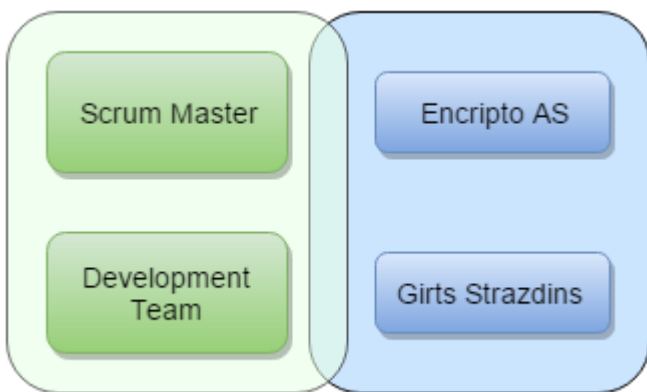 Scrum Master
Encripto AS
Development
Team
Girts Strazdins